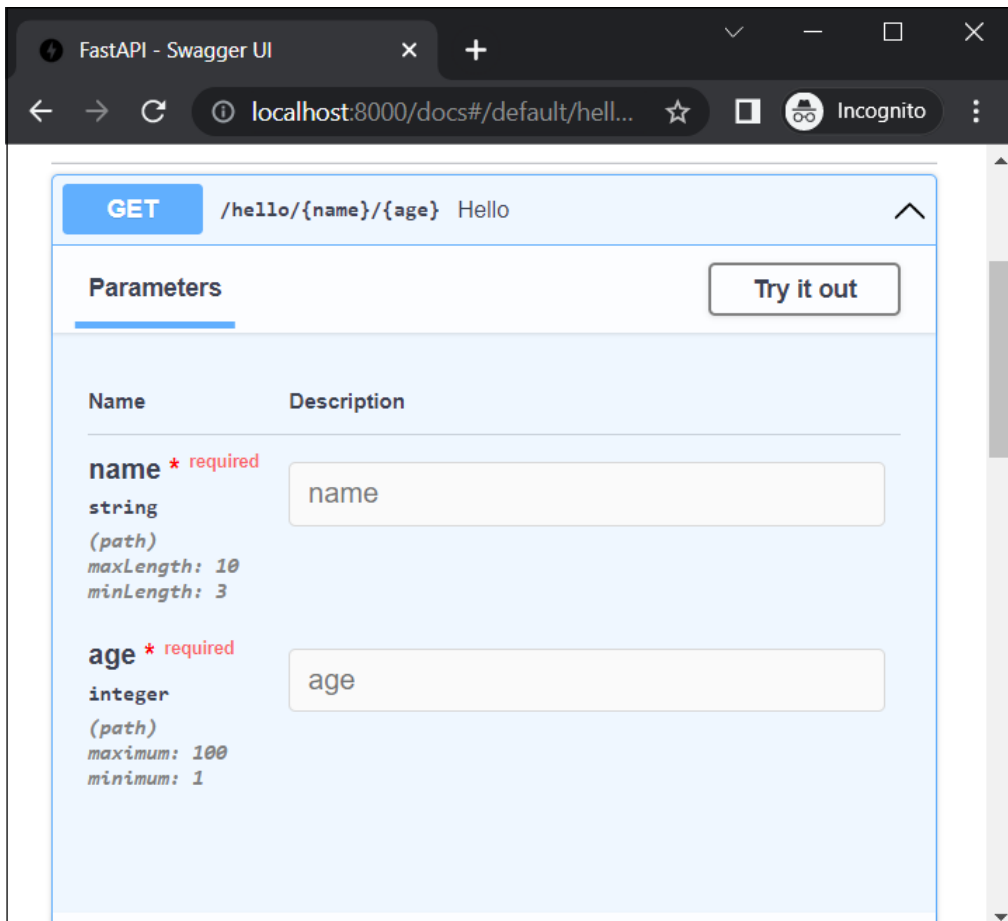 FastAPI - Swagger UI
localhost:8000/docs#/default/hell...
Incognito
GET /hello/{name}/{age} Hello
Parameters
Try it out
Name Description
name * required
name
string
(path)
maxLength: 10
minLength: 3
age * required
age
integer
(path)
maximum: 100
minimum: 1